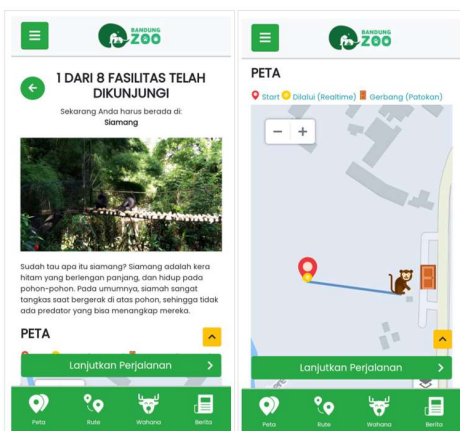 BANDUNG
ZOO
1 DARI 8 FASILITAS TELAH
DIKUNJUNGI
Sekarang Anda harus berada di:
Siamang
Sudah tau apa itu siamang? Siamang adalah kera
hitam yang berlengan panjang, dan hidup pada
pohon-pohon. Pada umumnya, siamah sangat
tangkas saat bergerak di atas pohon, sehingga tidak
ada predator yang bisa menangkap mereka.
PETA
Lanjutkan Perjalanan
Peta Rute Wahana Berita
BANDUNG
ZOO
PETA
Start Dilalui (Realtime) Gerbang (Patokan)
Lanjutkan Perjalanan
Peta Rute Wahana Berita